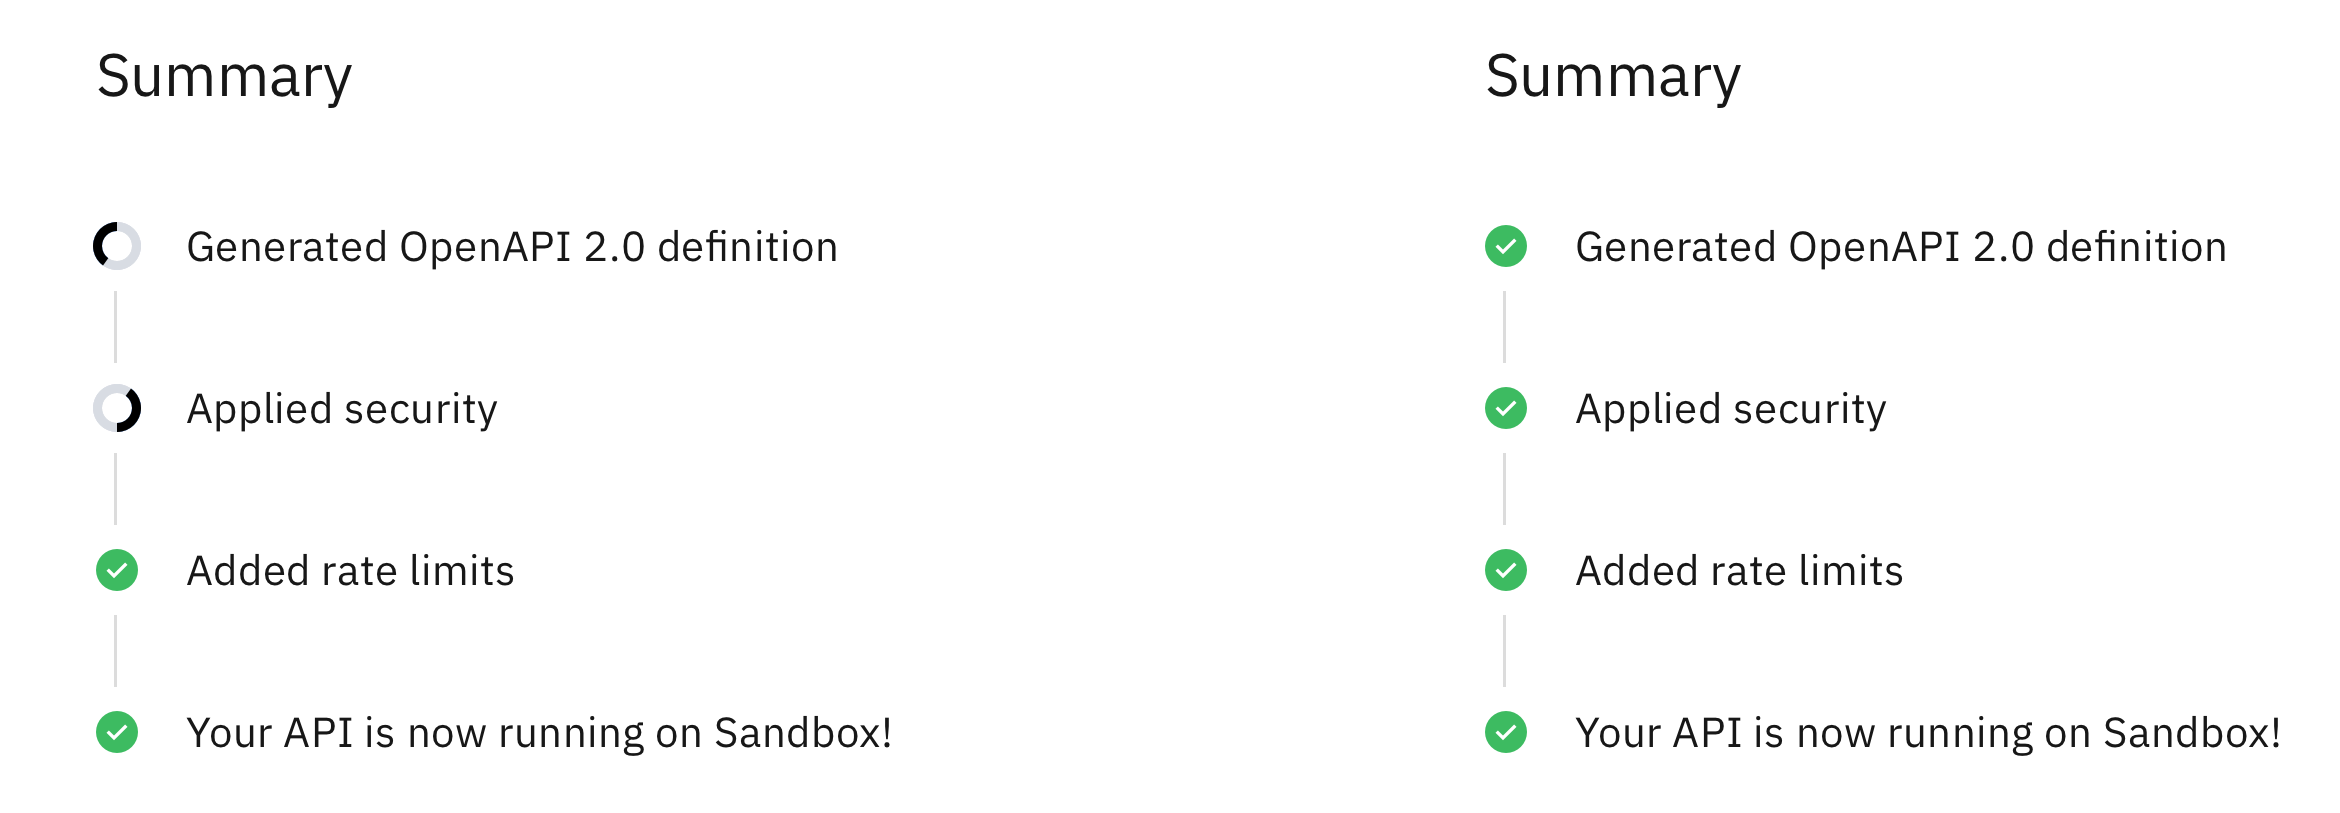 Summary
Generated OpenAPI 2.0 definition
Applied security
Added rate limits
Your API is now running on Sandbox!
Summary
Generated OpenAPI 2.0 definition
Applied security
Added rate limits
Your API is now running on Sandbox!